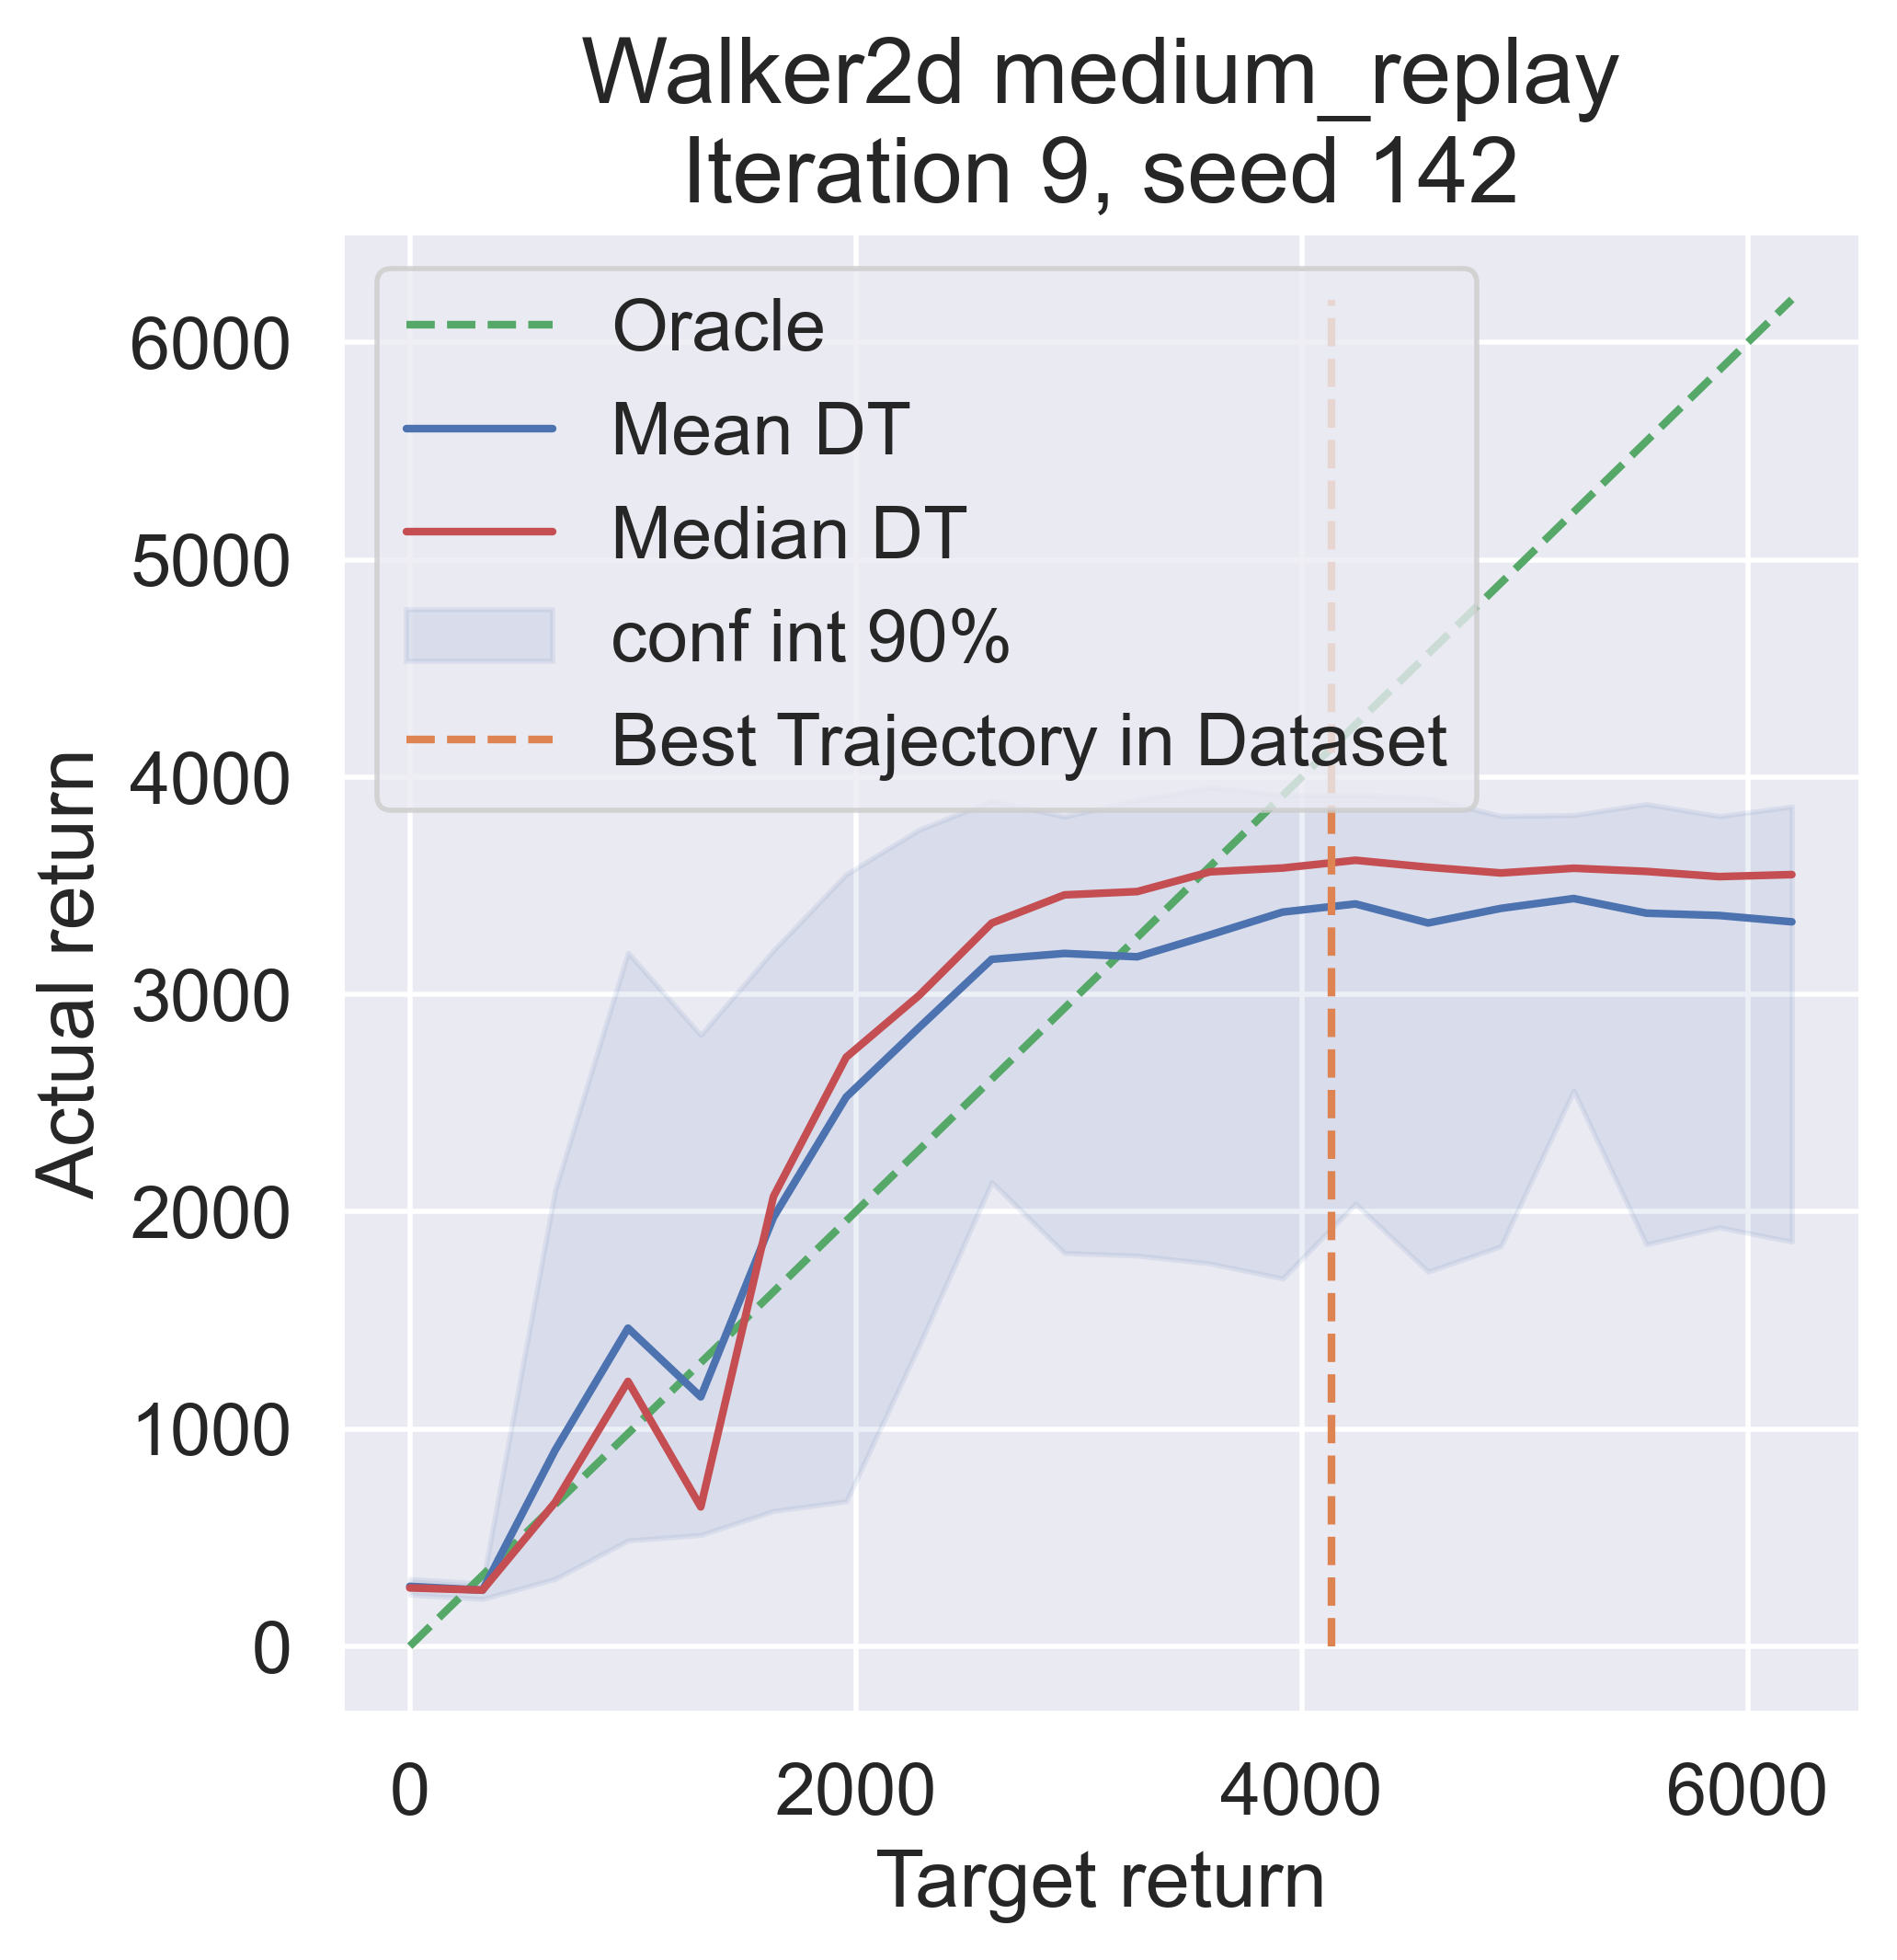 Walker2d medium_replay
Iteration 9, seed 142
Oracle
Mean DT
Median DT
conf int 90%
Best Trajectory in Dataset
6000
5000
4000
3000
2000
1000
0
Actual return
0 2000 4000 6000
Target return